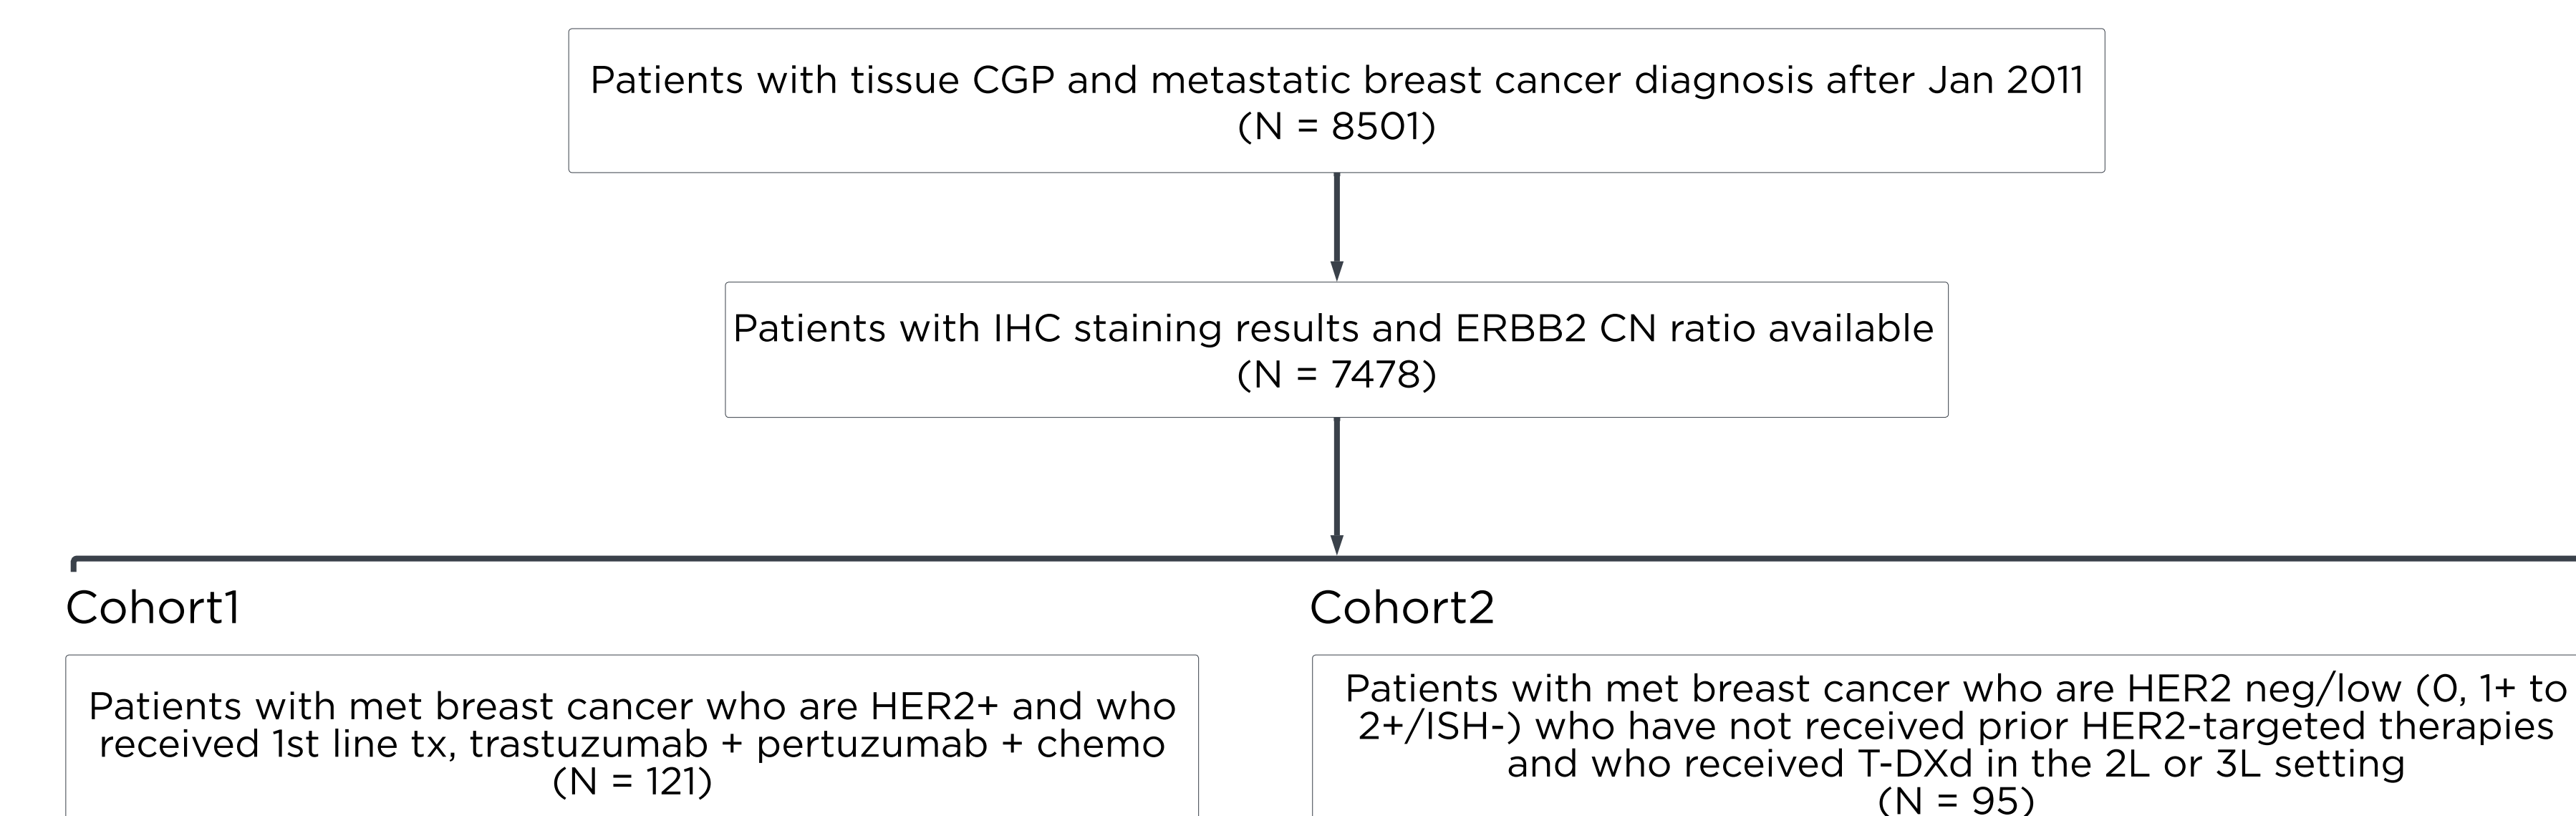 Patients with tissue CGP and metastatic breast cancer diagnosis after Jan 2011
(N = 8501)
Patients with IHC staining results and ERBB2 CN ratio available
(N = 7478)
Cohort1
Patients with met breast cancer who are HER2+ and who
received 1st line tx, trastuzumab + pertuzumab + chemo
(N = 121)
Cohort2
Patients with met breast cancer who are HER2 neg/low (0, 1+ to
2+/ISH-) who have not received prior HER2-targeted therapies
and who received T-DXd in the 2L or 3L setting
(N = 95)